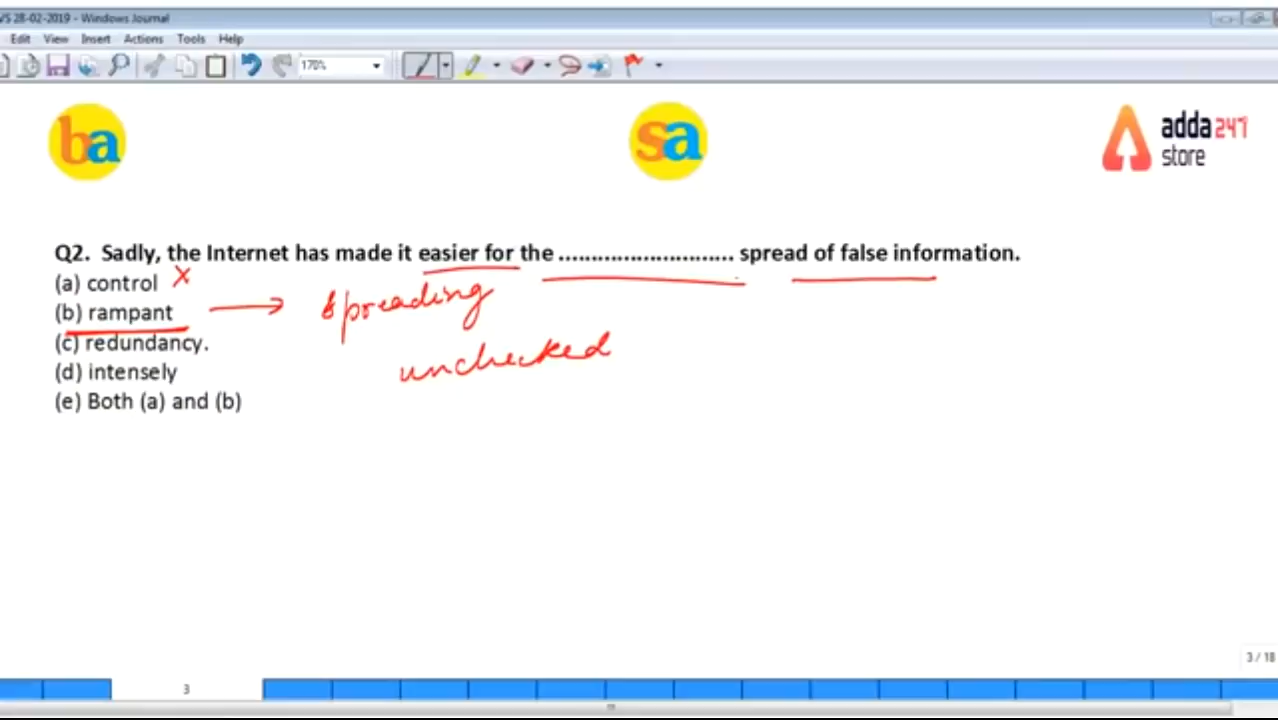 VS 28-02-2019 - Windows Journal
Edit View Insert Actions Tools Help
170%
ba
sa
adda247
store
Q2. Sadly, the Internet has made it easier for the ............................ spread of false information.
(a) control X
(b) rampant → spreading
(c) redundancy.
unchecked
(d) intensely
(e) Both (a) and (b)
3 / 18
3